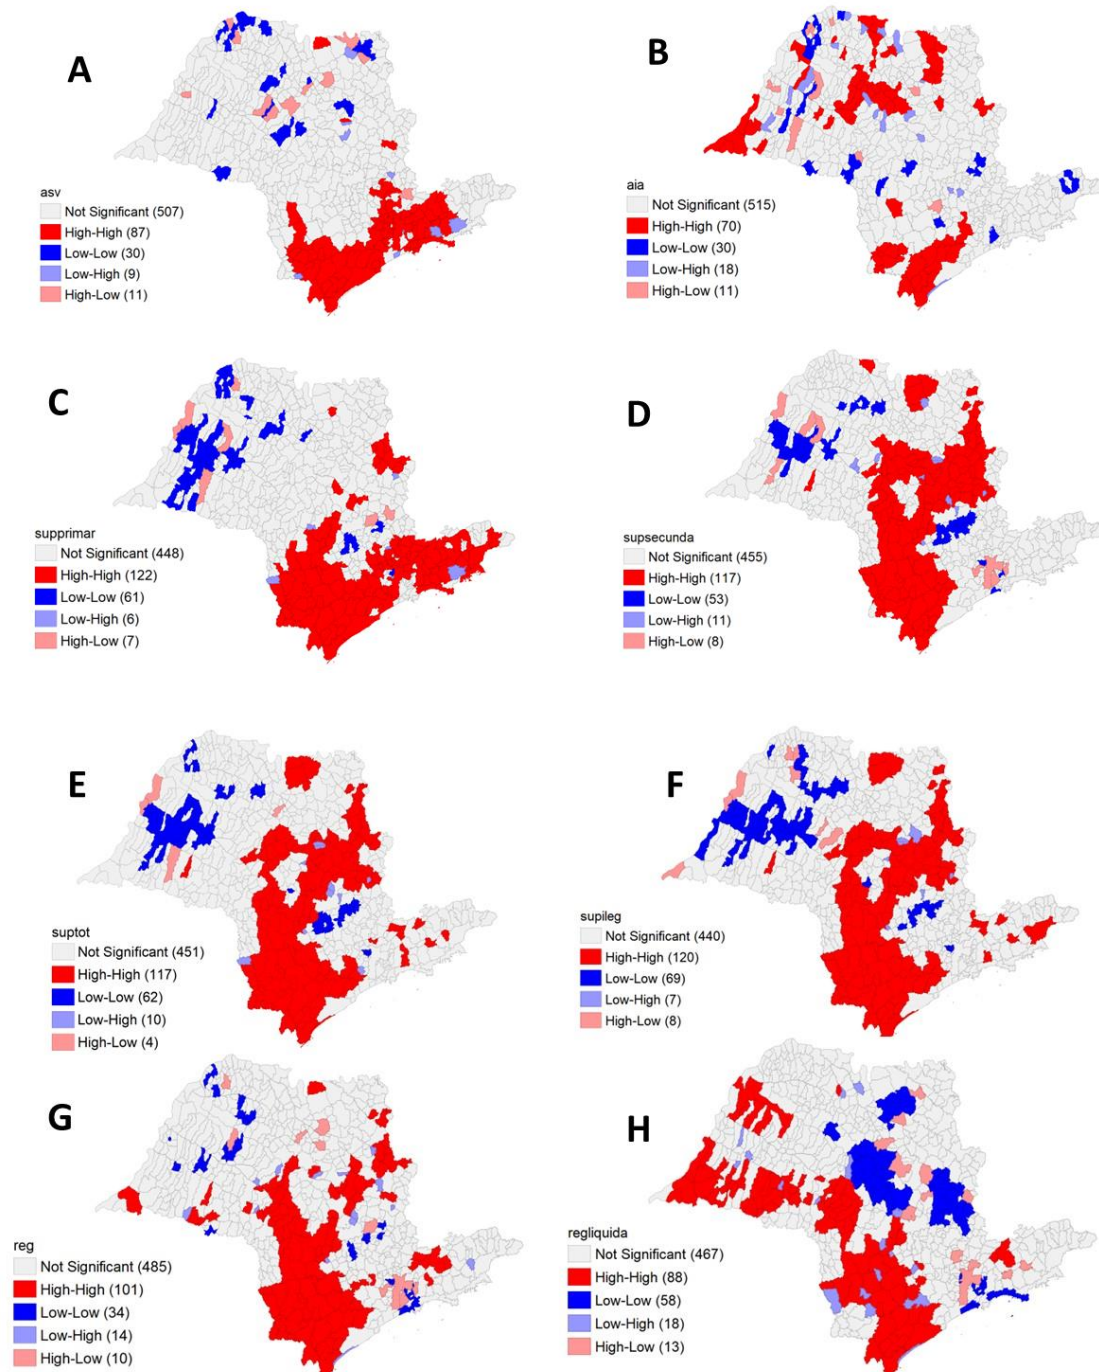 A
asv
Not Significant (507)
High-High (87)
Low-Low (30)
Low-High (9)
High-Low (11)
B
aia
Not Significant (515)
High-High (70)
Low-Low (30)
Low-High (18)
High-Low (11)
C
supprimar
Not Significant (448)
High-High (122)
Low-Low (61)
Low-High (6)
High-Low (7)
D
supsecunda
Not Significant (455)
High-High (117)
Low-Low (53)
Low-High (11)
High-Low (8)
E
suptot
Not Significant (451)
High-High (117)
Low-Low (62)
Low-High (10)
High-Low (4)
F
supileg
Not Significant (440)
High-High (120)
Low-Low (69)
Low-High (7)
High-Low (8)
G
reg
Not Significant (485)
High-High (101)
Low-Low (34)
Low-High (14)
High-Low (10)
H
regliquida
Not Significant (467)
High-High (88)
Low-Low (58)
Low-High (18)
High-Low (13)